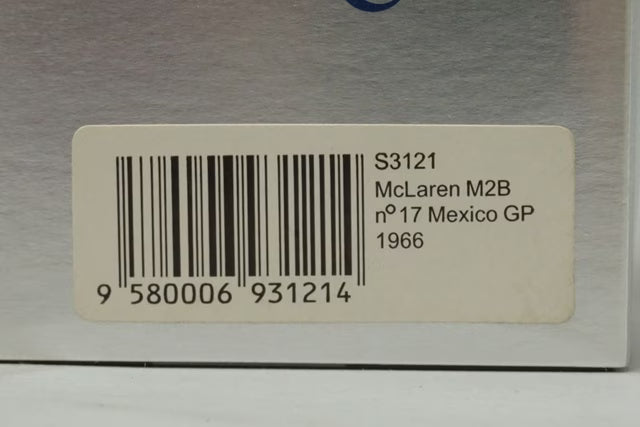 S3121
McLaren M2B
nº17 Mexico GP
1966
9 580006 931214